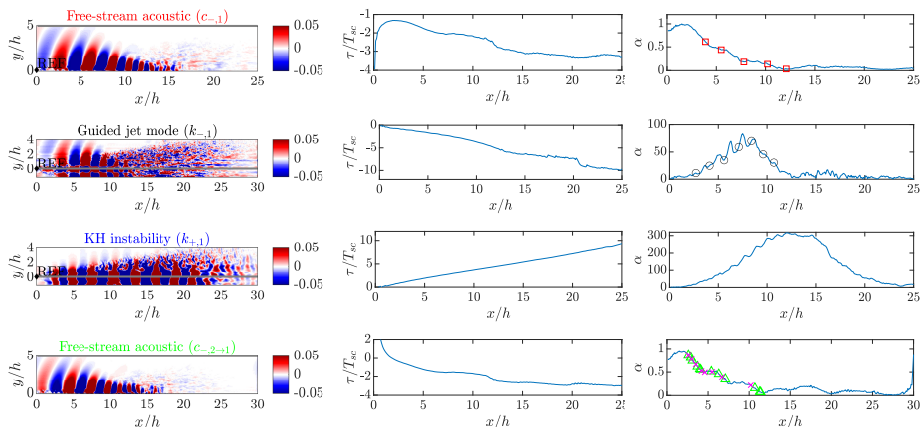 Free-stream acoustic (c₋,₁)
y/h
5
0
REF
0 5 10 15 20 25
x/h
0.05
-0.05
τ/Tsc
-1
-2
-3
-4
0 5 10 15 20 25
x/h
α
1
0.5
0
0 5 10 15 20 25
x/h
Guided jet mode (k₋,₁)
y/h
4
2
0
REF
0 5 10 15 20 25 30
x/h
0.05
-0.05
τ/Tsc
0
-5
-10
0 5 10 15 20 25
x/h
α
100
50
0
0 5 10 15 20 25
x/h
KH instability (k₊,₁)
y/h
4
2
0
0 5 10 15 20 25 30
x/h
0.05
-0.05
τ/Tsc
10
5
0
0 5 10 15 20 25
x/h
α
300
200
100
0
0 5 10 15 20 25
x/h
Free-stream acoustic (c₋,₂→₁)
y/h
5
0
0 5 10 15 20 25 30
x/h
0.05
-0.05
τ/Tsc
2
0
-2
-4
0 5 10 15 20 25
x/h
α
1
0.5
0
0 5 10 15 20 25 30
x/h